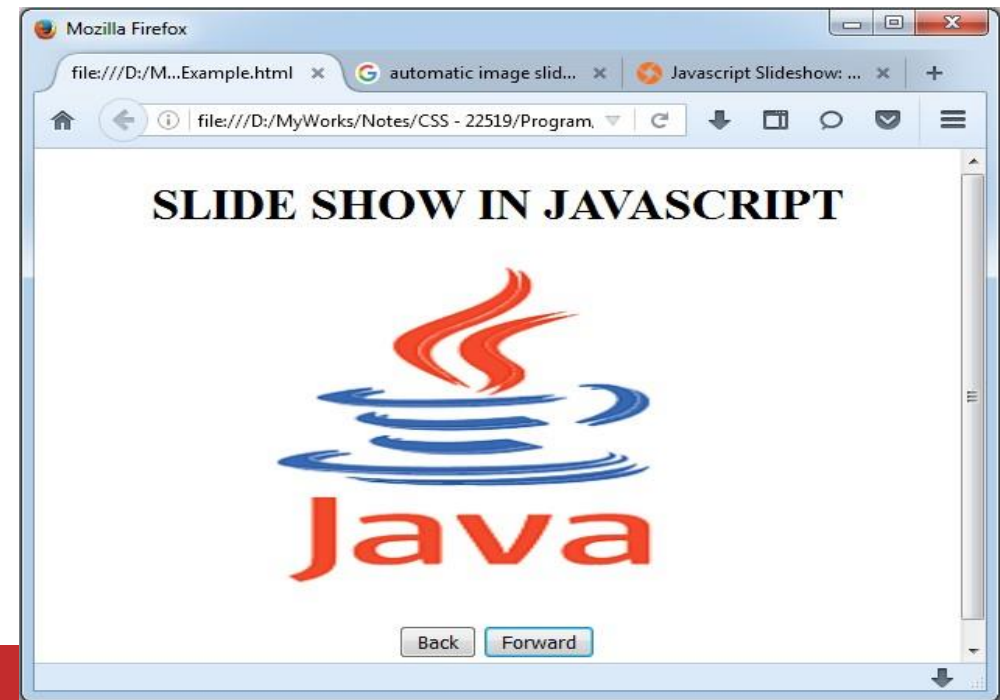 Mozilla Firefox
file:///D:/M...Example.html × automatic image slid... × Javascript Slideshow: ... × +
file:///D:/MyWorks/Notes/CSS - 22519/Program,
SLIDE SHOW IN JAVASCRIPT
Java
Back Forward